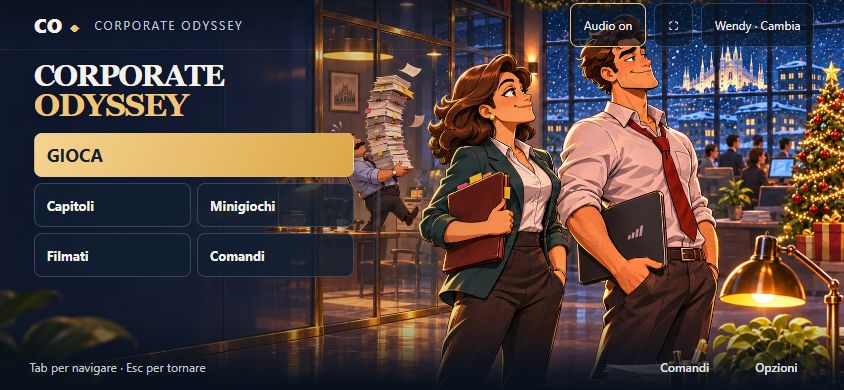 CO CORPORATE ODYSSEY
Audio on
Wendy · Cambia
CORPORATE
ODYSSEY
GIOCA
Capitoli
Minigiochi
Filmati
Comandi
Tab per navigare · Esc per tornare
Comandi
Opzioni